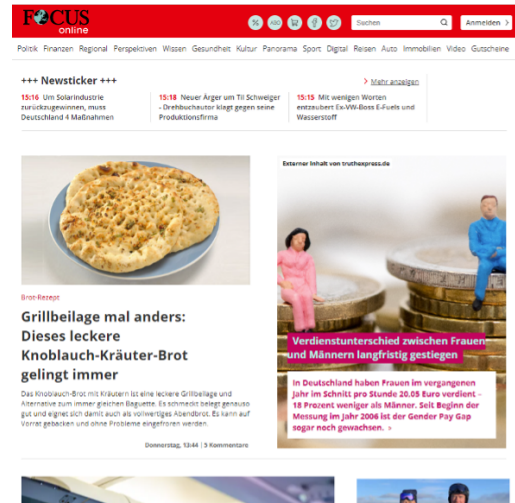 FOCUS
online
% ABO
Suchen
Anmelden >
Politik Finanzen Regional Perspektiven Wissen Gesundheit Kultur Panorama Sport Digital Reisen Auto Immobilien Video Gutscheine
+++ Newsticker +++
> Mehr anzeigen
15:16 Um Solarindustrie
zurückzugewinnen, muss
Deutschland 4 Maßnahmen
15:18 Neuer Ärger um Til Schweiger
- Drehbuchautor klagt gegen seine
Produktionsfirma
15:15 Mit wenigen Worten
entzaubert Ex-VW-Boss E-Fuels und
Wasserstoff
Brot-Rezept
Grillbeilage mal anders:
Dieses leckere
Knoblauch-Kräuter-Brot
gelingt immer
Das Knoblauch-Brot mit Kräutern ist eine leckere Grillbeilage und
Alternative zum immer gleichen Baguette. Es schmeckt belegt genauso
gut und eignet sich damit auch als vollwertiges Abendbrot. Es kann auf
Vorrat gebacken und ohne Probleme eingefroren werden.
Donnerstag, 13:44 | 3 Kommentare
Externer Inhalt von truthexpress.de
Verdienstunterschied zwischen Frauen
und Männern langfristig gestiegen
In Deutschland haben Frauen im vergangenen
Jahr im Schnitt pro Stunde 20,05 Euro verdient –
18 Prozent weniger als Männer. Seit Beginn der
Messung im Jahr 2006 ist der Gender Pay Gap
sogar noch gewachsen. »